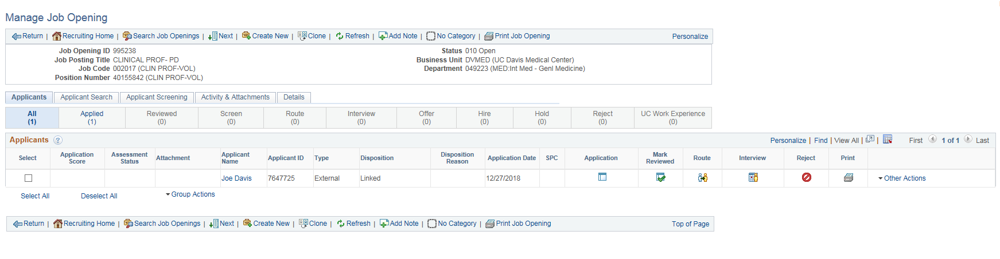 Manage Job Opening
Return | Recruiting Home | Search Job Openings | Next | Create New | Clone | Refresh | Add Note | No Category | Print Job Opening Personalize
Job Opening ID 995238 Status 010 Open
Job Posting Title CLINICAL PROF- PD Business Unit DVMED (UC Davis Medical Center)
Job Code 002017 (CLIN PROF-VOL) Department 049223 (MED:Int Med - Genl Medicine)
Position Number 40155842 (CLIN PROF-VOL)
Applicants Applicant Search Applicant Screening Activity & Attachments Details
All Applied Reviewed Screen Route Interview Offer Hire Hold Reject UC Work Experience
(1) (1) (0) (0) (0) (0) (0) (0) (0) (0) (0)
Applicants ? Personalize | Find | View All | | First 1 of 1 Last
Select Application Score Assessment Status Attachment Applicant Name Applicant ID Type Disposition Disposition Reason Application Date SPC Application Mark Reviewed Route Interview Reject Print
Joe Davis 7647725 External Linked 12/27/2018 Other Actions
Select All Deselect All Group Actions
Return | Recruiting Home | Search Job Openings | Next | Create New | Clone | Refresh | Add Note | No Category | Print Job Opening Top of Page